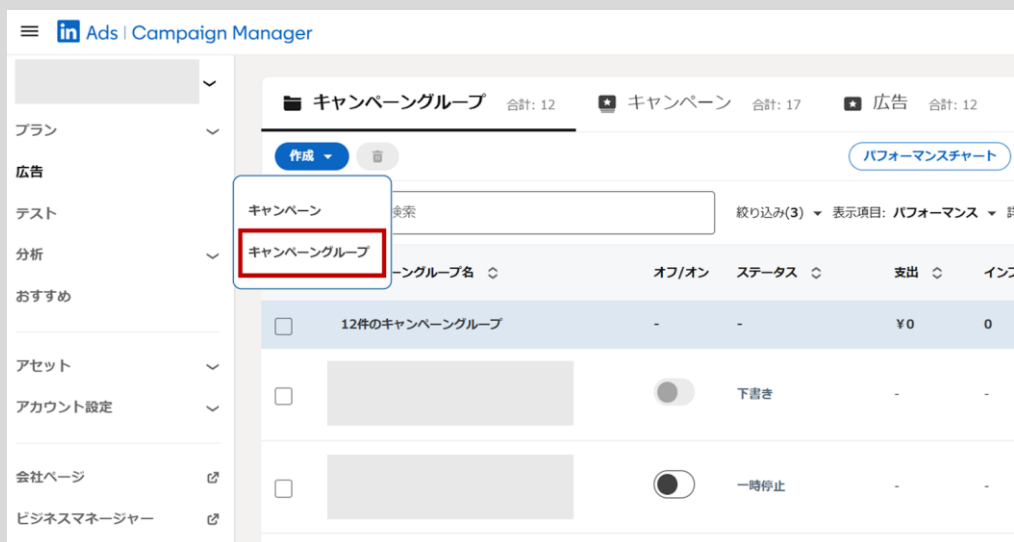 in Ads | Campaign Manager
プラン
広告
テスト
分析
おすすめ
アセット
アカウント設定
会社ページ
ビジネスマネージャー
キャンペーングループ 合計: 12 キャンペーン 合計: 17 広告 合計: 12
作成 パフォーマンスチャート
キャンペーン
キャンペーングループ
検索 絞り込み(3) 表示項目: パフォーマンス
ーングループ名 オフ/オン ステータス 支出 インプ
12件のキャンペーングループ - - ¥0 0
下書き - -
一時停止 - -